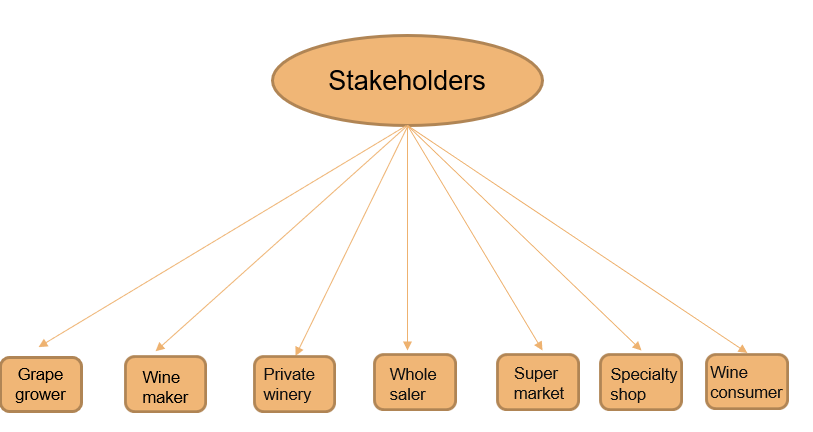 Stakeholders
Grape
grower
Wine
maker
Private
winery
Whole
saler
Super
market
Specialty
shop
Wine
consumer